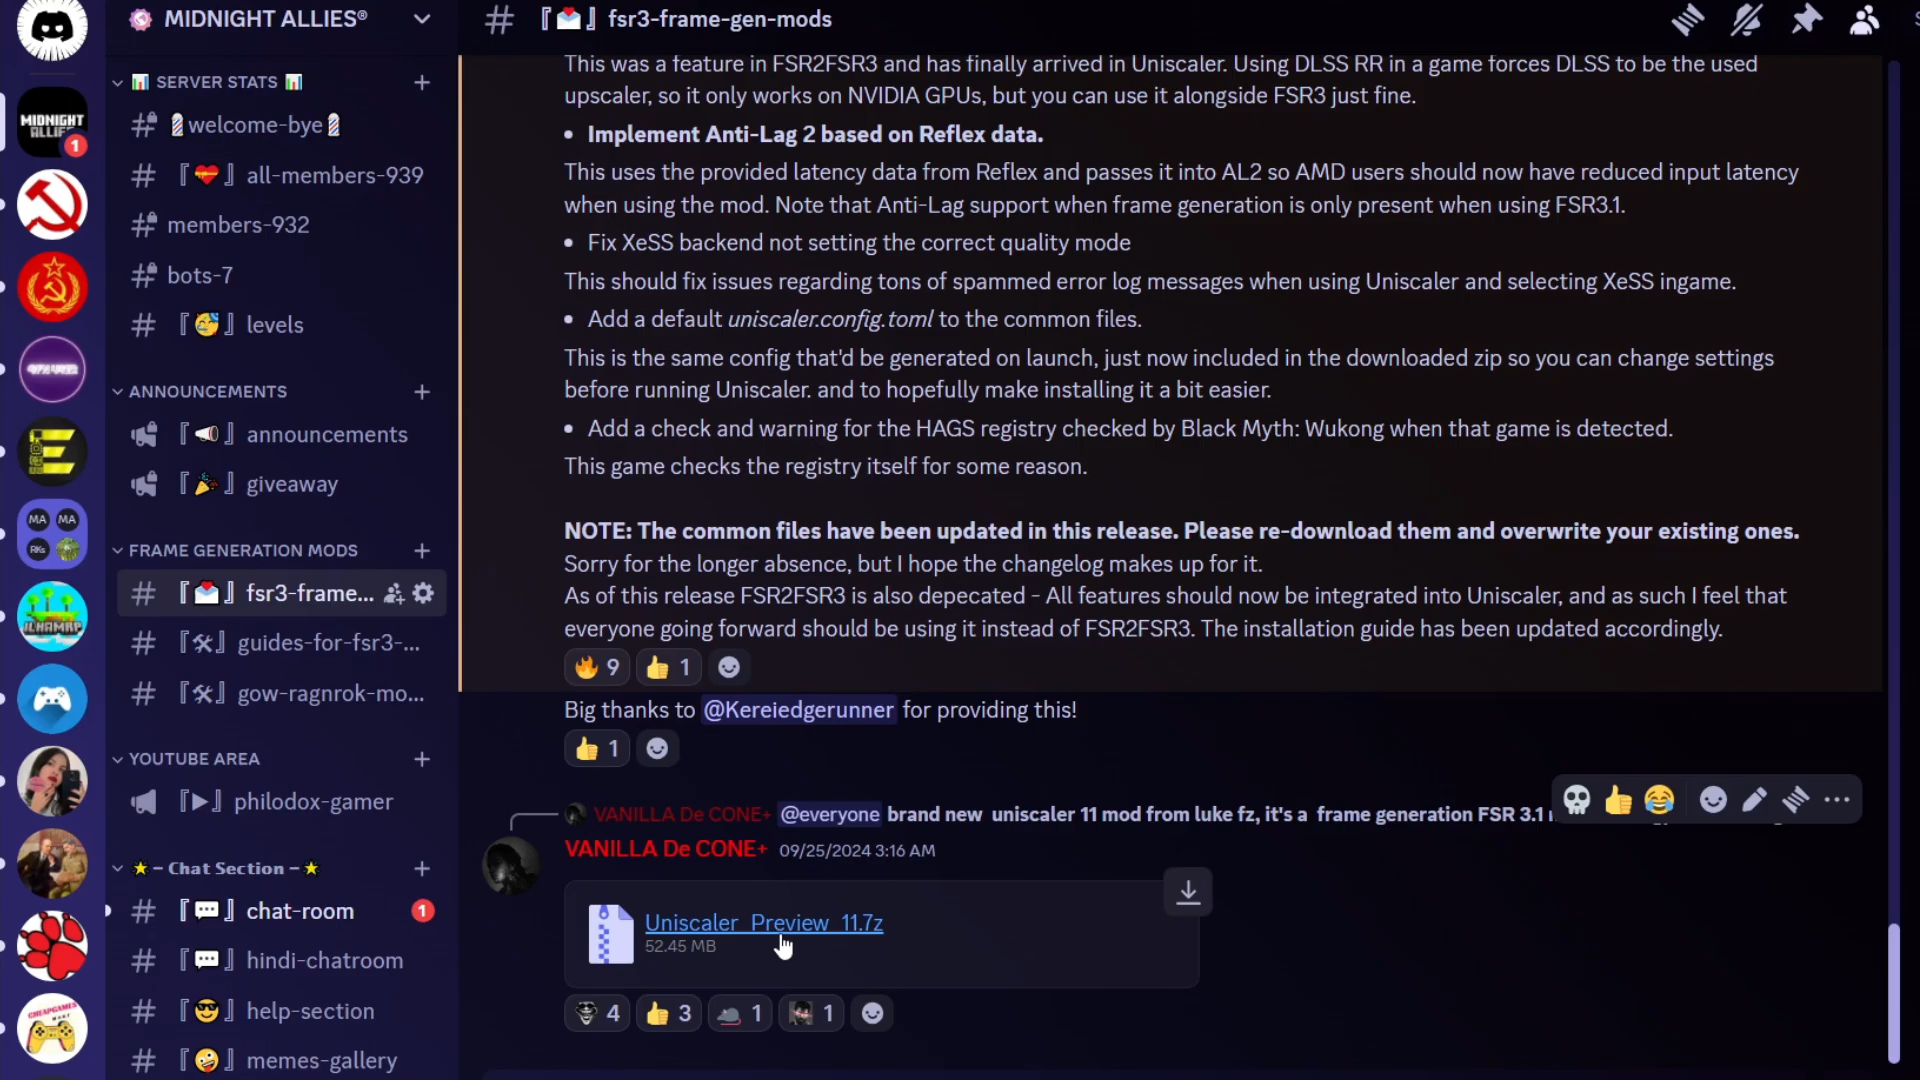 MIDNIGHT ALLIES®
SERVER STATS
welcome-bye
『』 all-members-939
members-932
bots-7
『』 levels
ANNOUNCEMENTS
『』 announcements
『』 giveaway
FRAME GENERATION MODS
『』 fsr3-frame...
『』 guides-for-fsr3-...
『』 gow-ragnrok-mo...
YOUTUBE AREA
『』 philodox-gamer
– Chat Section –
『』 chat-room 1
『』 hindi-chatroom
『』 help-section
『』 memes-gallery
MIDNIGHT
1
MA MA
RKs
ILHAMRP
CHEAPGAMES
『』 fsr3-frame-gen-mods
This was a feature in FSR2FSR3 and has finally arrived in Uniscaler. Using DLSS RR in a game forces DLSS to be the used
upscaler, so it only works on NVIDIA GPUs, but you can use it alongside FSR3 just fine.
• Implement Anti-Lag 2 based on Reflex data.
This uses the provided latency data from Reflex and passes it into AL2 so AMD users should now have reduced input latency
when using the mod. Note that Anti-Lag support when frame generation is only present when using FSR3.1.
• Fix XeSS backend not setting the correct quality mode
This should fix issues regarding tons of spammed error log messages when using Uniscaler and selecting XeSS ingame.
• Add a default uniscaler.config.toml to the common files.
This is the same config that'd be generated on launch, just now included in the downloaded zip so you can change settings
before running Uniscaler. and to hopefully make installing it a bit easier.
• Add a check and warning for the HAGS registry checked by Black Myth: Wukong when that game is detected.
This game checks the registry itself for some reason.
NOTE: The common files have been updated in this release. Please re-download them and overwrite your existing ones.
Sorry for the longer absence, but I hope the changelog makes up for it.
As of this release FSR2FSR3 is also depecated - All features should now be integrated into Uniscaler, and as such I feel that
everyone going forward should be using it instead of FSR2FSR3. The installation guide has been updated accordingly.
9 1
Big thanks to @Kereiedgerunner for providing this!
1
VANILLA De CONE+ @everyone brand new uniscaler 11 mod from luke fz, it's a frame generation FSR 3.1
VANILLA De CONE+ 09/25/2024 3:16 AM
Uniscaler_Preview_11.7z
52.45 MB
4 3 1 1